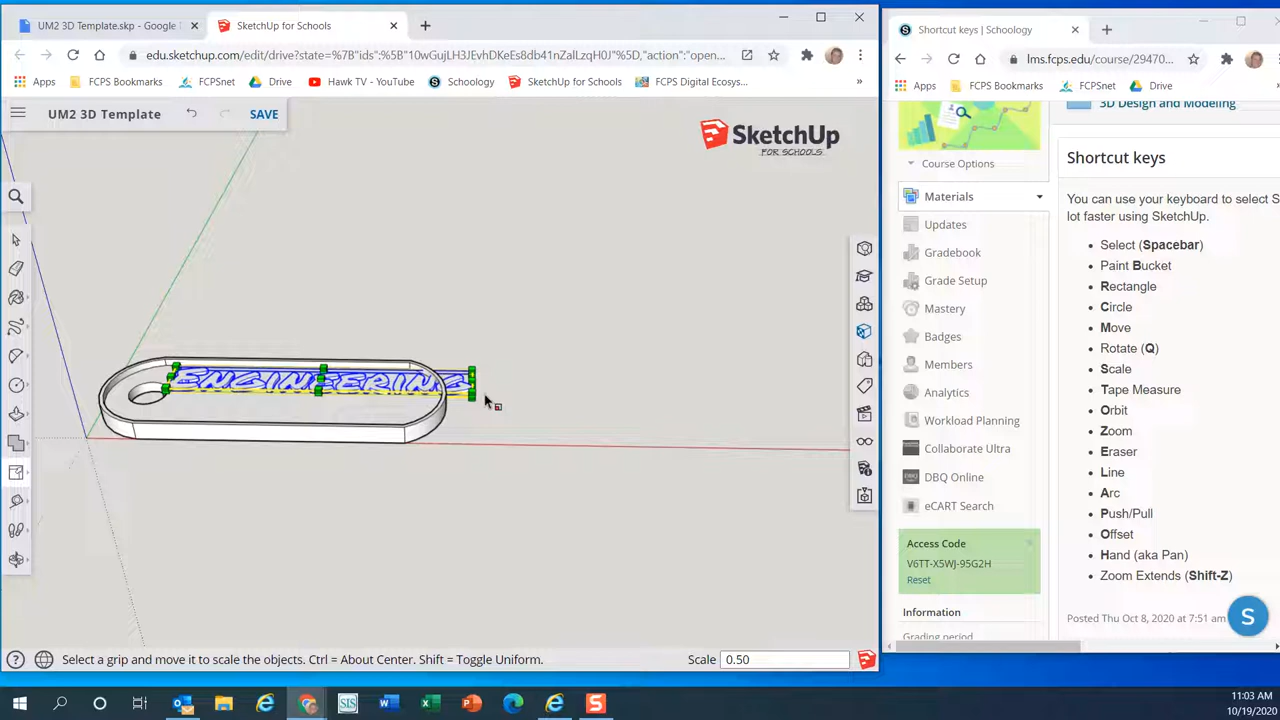 UM2 3D Template.skp - Google
SketchUp for Schools
edu.sketchup.com/edit/drive?state=%7B"ids"%5B"10wGujLH3JEvhDKeEs8db41nZalLzqH0J"%5D,"action":"open...
Apps
FCPS Bookmarks
FCPSnet
Drive
Hawk TV - YouTube
Schoology
SketchUp for Schools
FCPS Digital Ecosy...
UM2 3D Template
SAVE
SketchUp
FOR SCHOOLS
ENGINEERING
Select a grip and move it to scale the objects. Ctrl = About Center. Shift = Toggle Uniform.
Scale
0.50
Shortcut keys | Schoology
lms.fcps.edu/course/29470...
Apps
FCPS Bookmarks
FCPSnet
Drive
3D Design and Modeling
Course Options
Materials
Updates
Gradebook
Grade Setup
Mastery
Badges
Members
Analytics
Workload Planning
Collaborate Ultra
DBQ Online
eCART Search
Access Code
V6TT-X5WJ-95G2H
Reset
Information
Grading period
Shortcut keys
You can use your keyboard to select S
lot faster using SketchUp.
Select (Spacebar)
Paint Bucket
Rectangle
Circle
Move
Rotate (Q)
Scale
Tape Measure
Orbit
Zoom
Eraser
Line
Arc
Push/Pull
Offset
Hand (aka Pan)
Zoom Extends (Shift-Z)
Posted Thu Oct 8, 2020 at 7:51 am
S
11:03 AM
10/19/2020